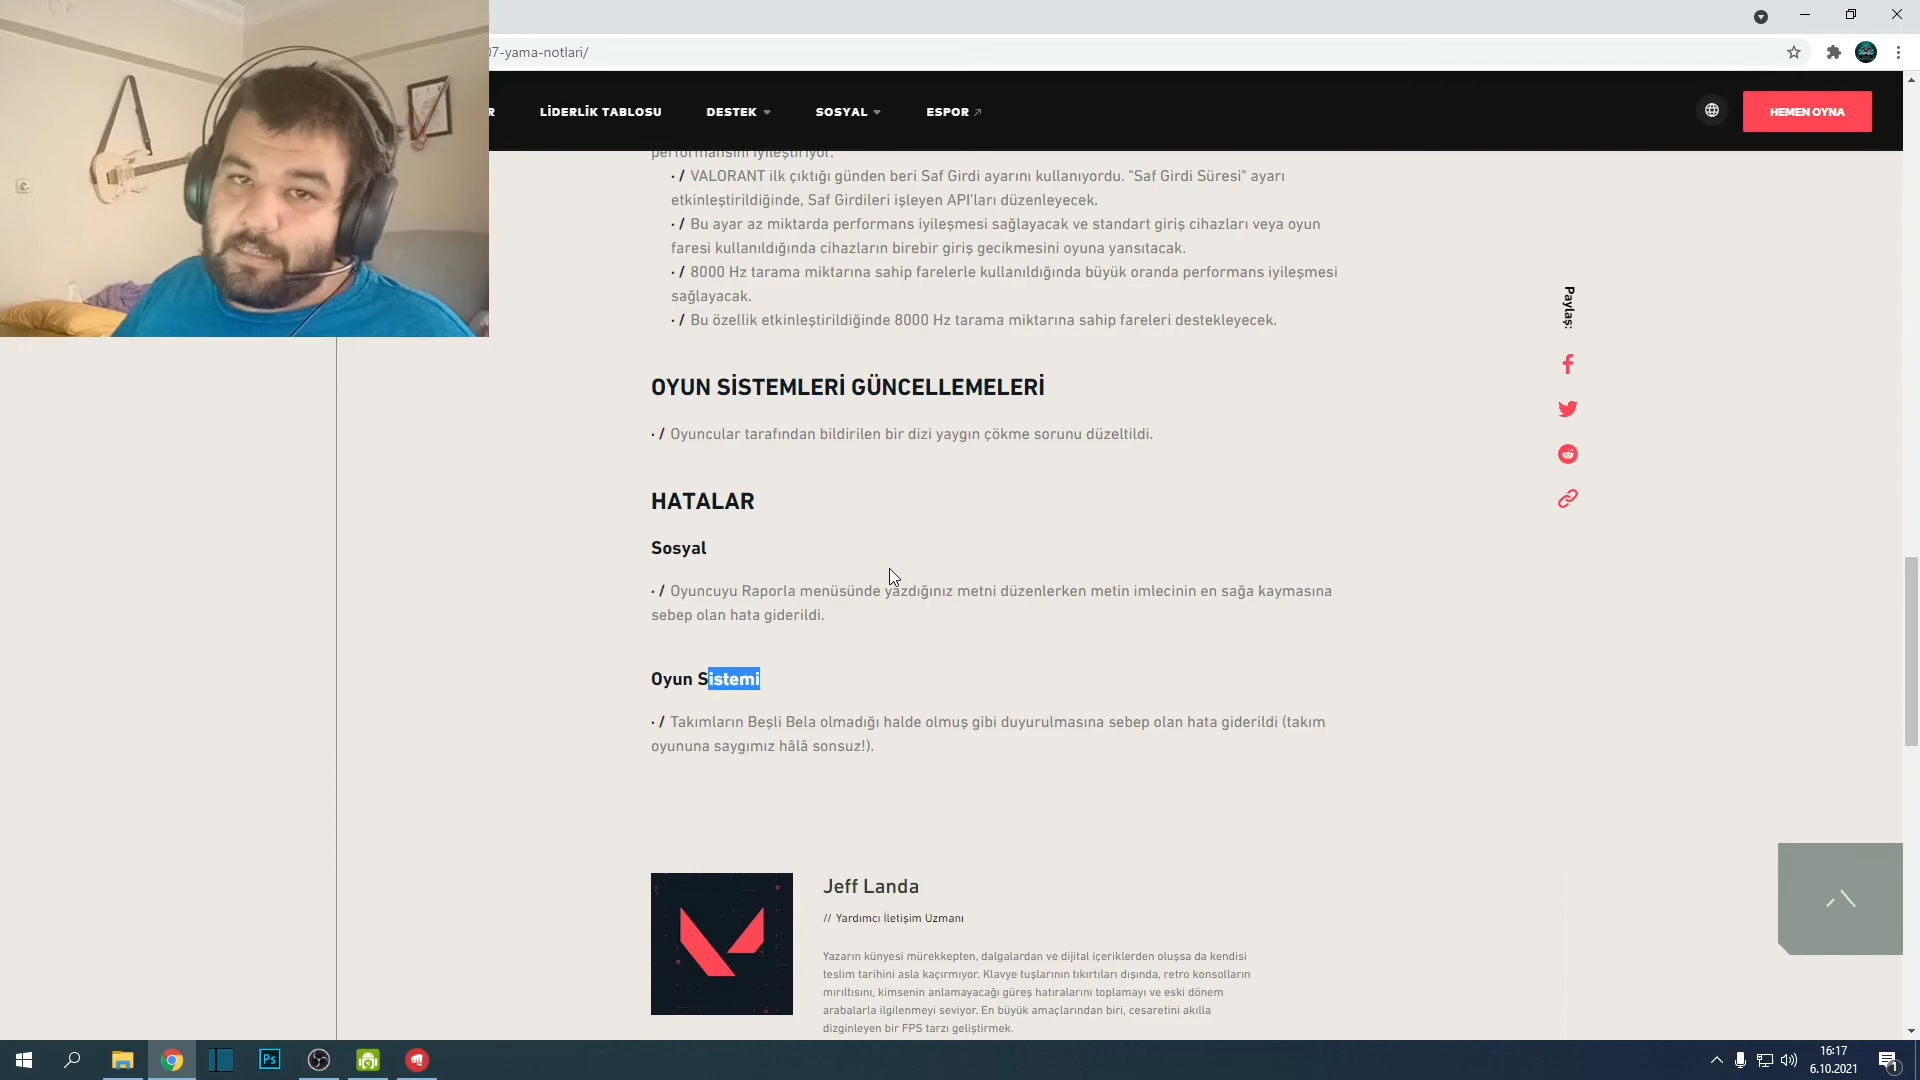 07-yama-notlari/
R LİDERLİK TABLOSU DESTEK SOSYAL ESPOR HEMEN OYNA
performansını iyileştiriyor.
· / VALORANT ilk çıktığı günden beri Saf Girdi ayarını kullanıyordu. "Saf Girdi Süresi" ayarı
etkinleştirildiğinde, Saf Girdileri işleyen API'ları düzenleyecek.
· / Bu ayar az miktarda performans iyileşmesi sağlayacak ve standart giriş cihazları veya oyun
faresi kullanıldığında cihazların birebir giriş gecikmesini oyuna yansıtacak.
· / 8000 Hz tarama miktarına sahip farelerle kullanıldığında büyük oranda performans iyileşmesi
sağlayacak.
· / Bu özellik etkinleştirildiğinde 8000 Hz tarama miktarına sahip fareleri destekleyecek.
Paylaş:
OYUN SİSTEMLERİ GÜNCELLEMELERİ
· / Oyuncular tarafından bildirilen bir dizi yaygın çökme sorunu düzeltildi.
HATALAR
Sosyal
· / Oyuncuyu Raporla menüsünde yazdığınız metni düzenlerken metin imlecinin en sağa kaymasına
sebep olan hata giderildi.
Oyun Sistemi
· / Takımların Beşli Bela olmadığı halde olmuş gibi duyurulmasına sebep olan hata giderildi (takım
oyununa saygımız hâlâ sonsuz!).
Jeff Landa
// Yardımcı İletişim Uzmanı
Yazarın künyesi mürekkepten, dalgalardan ve dijital içeriklerden oluşsa da kendisi
teslim tarihini asla kaçırmıyor. Klavye tuşlarının tıkırtıları dışında, retro konsolların
mırıltısını, kimsenin anlamayacağı güreş hatıralarını toplamayı ve eski dönem
arabalarla ilgilenmeyi seviyor. En büyük amaçlarından biri, cesaretini akılla
dizginleyen bir FPS tarzı geliştirmek.
Ps
16:17
6.10.2021
1